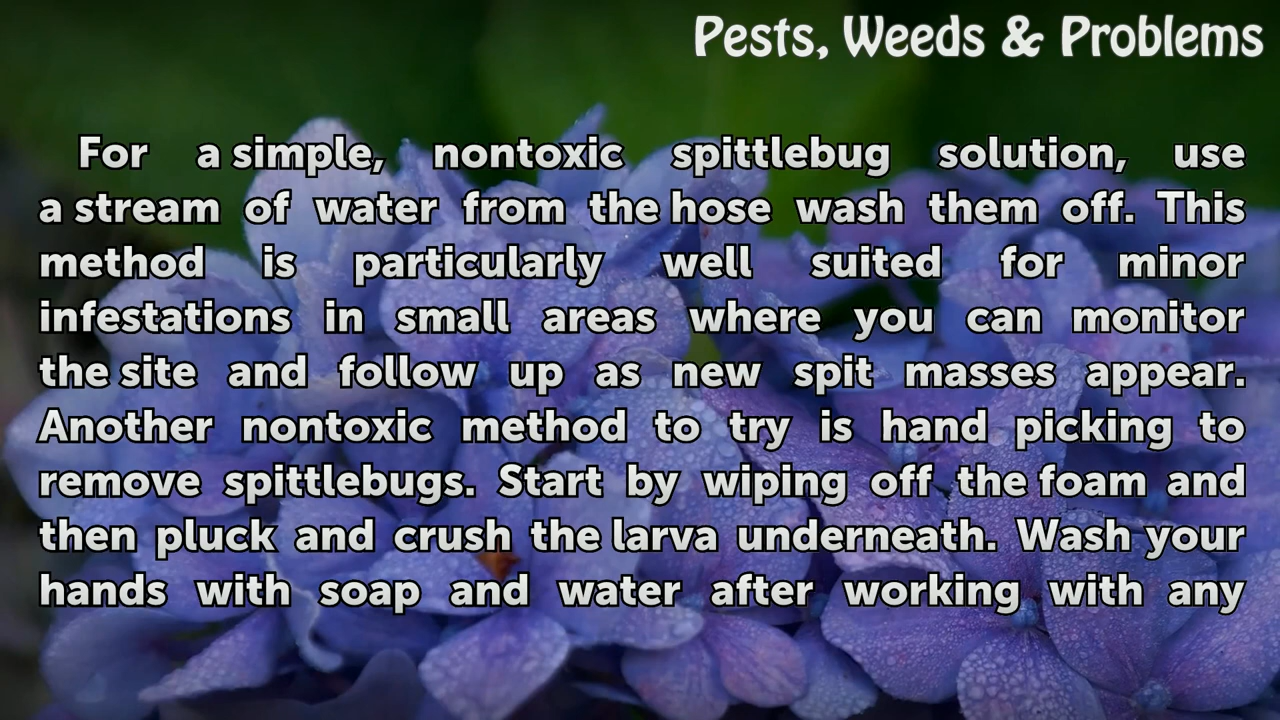 Pests, Weeds & Problems
For a simple, nontoxic spittlebug solution, use
a stream of water from the hose wash them off. This
method is particularly well suited for minor
infestations in small areas where you can monitor
the site and follow up as new spit masses appear.
Another nontoxic method to try is hand picking to
remove spittlebugs. Start by wiping off the foam and
then pluck and crush the larva underneath. Wash your
hands with soap and water after working with any